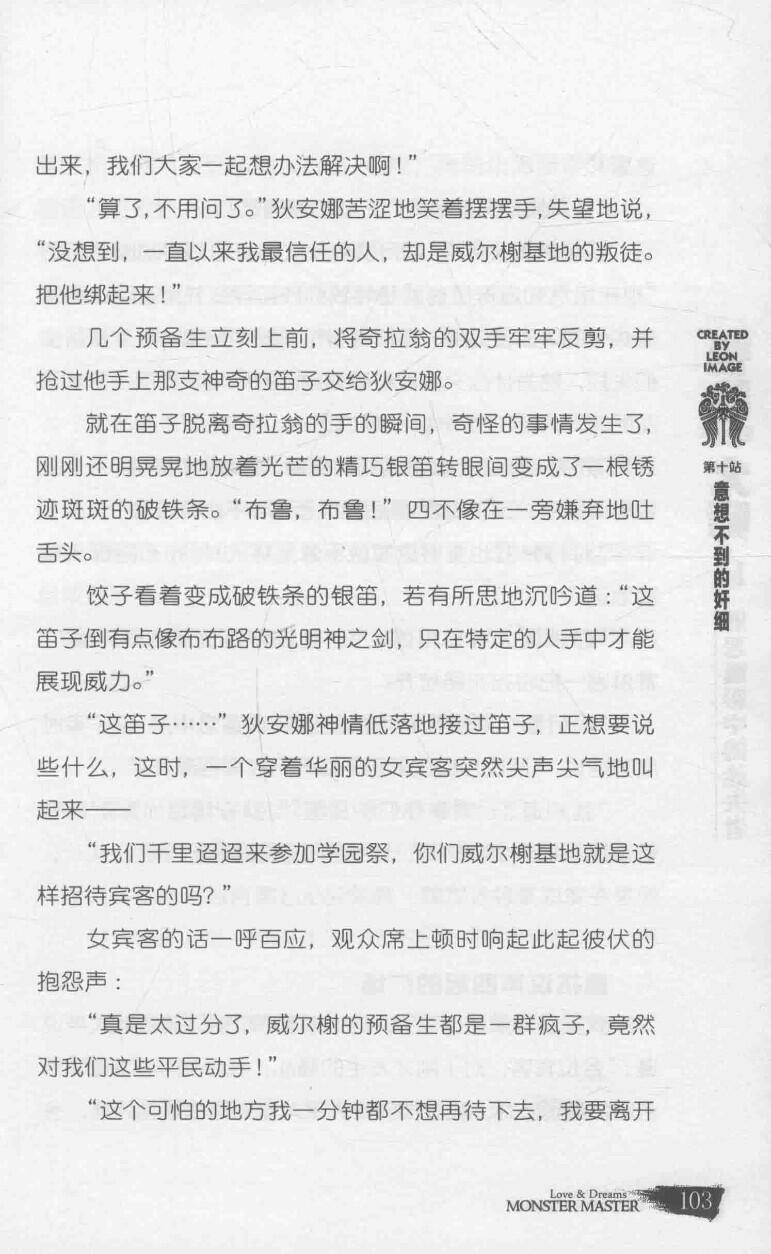 出来，我们大家一起想办法解决啊！”
“算了，不用问了。”狄安娜苦涩地笑着摆摆手，失望地说，
“没想到，一直以来我最信任的人，却是威尔榭基地的叛徒。
把他绑起来！”
几个预备生立刻上前，将奇拉翁的双手牢牢反剪，并
抢过他手上那支神奇的笛子交给狄安娜。
就在笛子脱离奇拉翁的手的瞬间，奇怪的事情发生了，
刚刚还明晃晃地放着光芒的精巧银笛转眼间变成了一根锈
迹斑斑的破铁条。“布鲁，布鲁！”四不像在一旁嫌弃地吐
舌头。
饺子看着变成破铁条的银笛，若有所思地沉吟道：“这
笛子倒有点像布布路的光明神之剑，只在特定的人手中才能
展现威力。”
“这笛子……”狄安娜神情低落地接过笛子，正想要说
些什么，这时，一个穿着华丽的女宾客突然尖声尖气地叫
起来——
“我们千里迢迢来参加学园祭，你们威尔榭基地就是这
样招待宾客的吗？”
女宾客的话一呼百应，观众席上顿时响起此起彼伏的
抱怨声：
“真是太过分了，威尔榭的预备生都是一群疯子，竟然
对我们这些平民动手！”
“这个可怕的地方我一分钟都不想再待下去，我要离开
CREATED
BY
LEON
IMAGE
第十站
意想不到的奸细
Love & Dreams
MONSTER MASTER
103